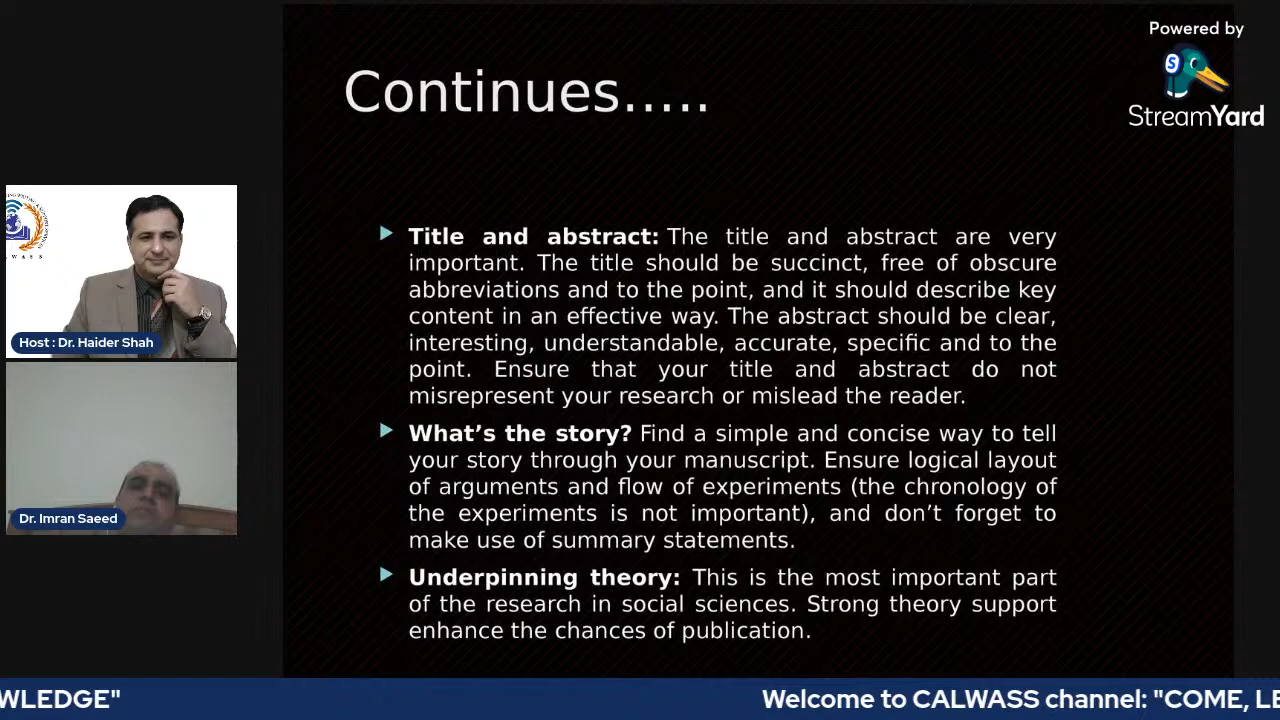 Continues.....
Powered by
StreamYard
Title and abstract: The title and abstract are very
important. The title should be succinct, free of obscure
abbreviations and to the point, and it should describe key
content in an effective way. The abstract should be clear,
interesting, understandable, accurate, specific and to the
point. Ensure that your title and abstract do not
misrepresent your research or mislead the reader.
What’s the story? Find a simple and concise way to tell
your story through your manuscript. Ensure logical layout
of arguments and flow of experiments (the chronology of
the experiments is not important), and don’t forget to
make use of summary statements.
Underpinning theory: This is the most important part
of the research in social sciences. Strong theory support
enhance the chances of publication.
Host : Dr. Haider Shah
Dr. Imran Saeed
WLEDGE" Welcome to CALWASS channel: "COME, LE